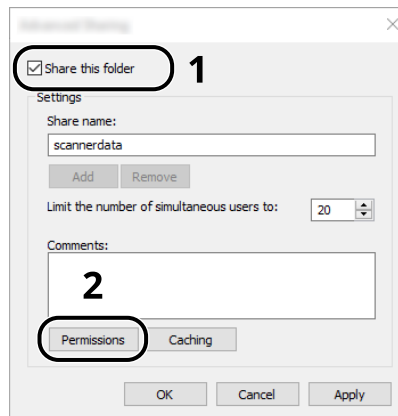 Share this folder 1
Settings
Share name:
scannerdata
Add Remove
Limit the number of simultaneous users to: 20
Comments:
2
Permissions Caching
OK Cancel Apply